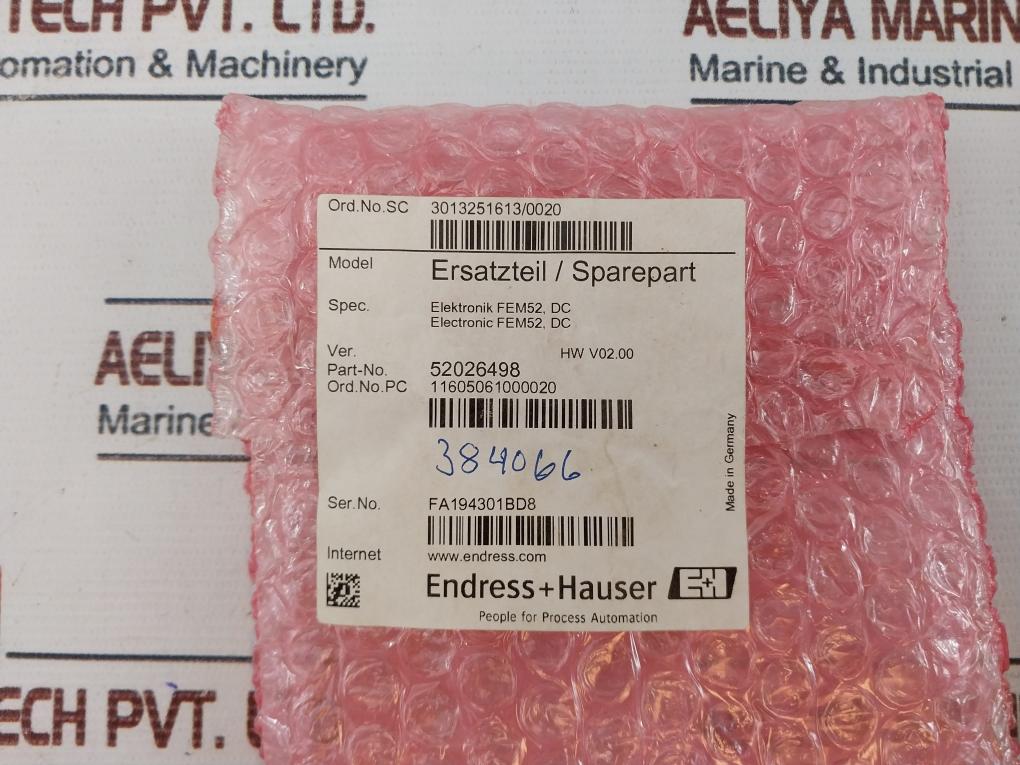 TECH PVT. LTD.
omation & Machinery
AELIYA MARIN
Marine & Industrial
Ord.No.SC 3013251613/0020
Model Ersatzteil / Sparepart
Spec. Elektronik FEM52, DC
Electronic FEM52, DC
Ver. HW V02.00
Part-No. 52026498
Ord.No.PC 11605061000020
384066
Made in Germany
Ser.No. FA194301BD8
Internet www.endress.com
Endress+Hauser E+H
People for Process Automation
AELIY
Marine
ECH PVT.